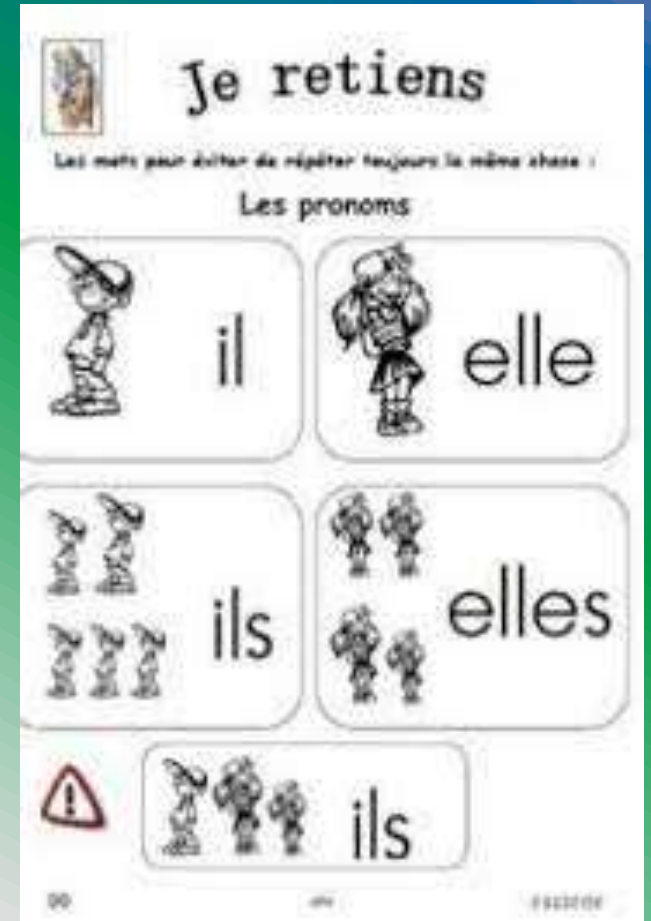 Je retiens
Les mots pour éviter de répéter toujours la même chose :
Les pronoms
il
elle
ils
elles
!
ils